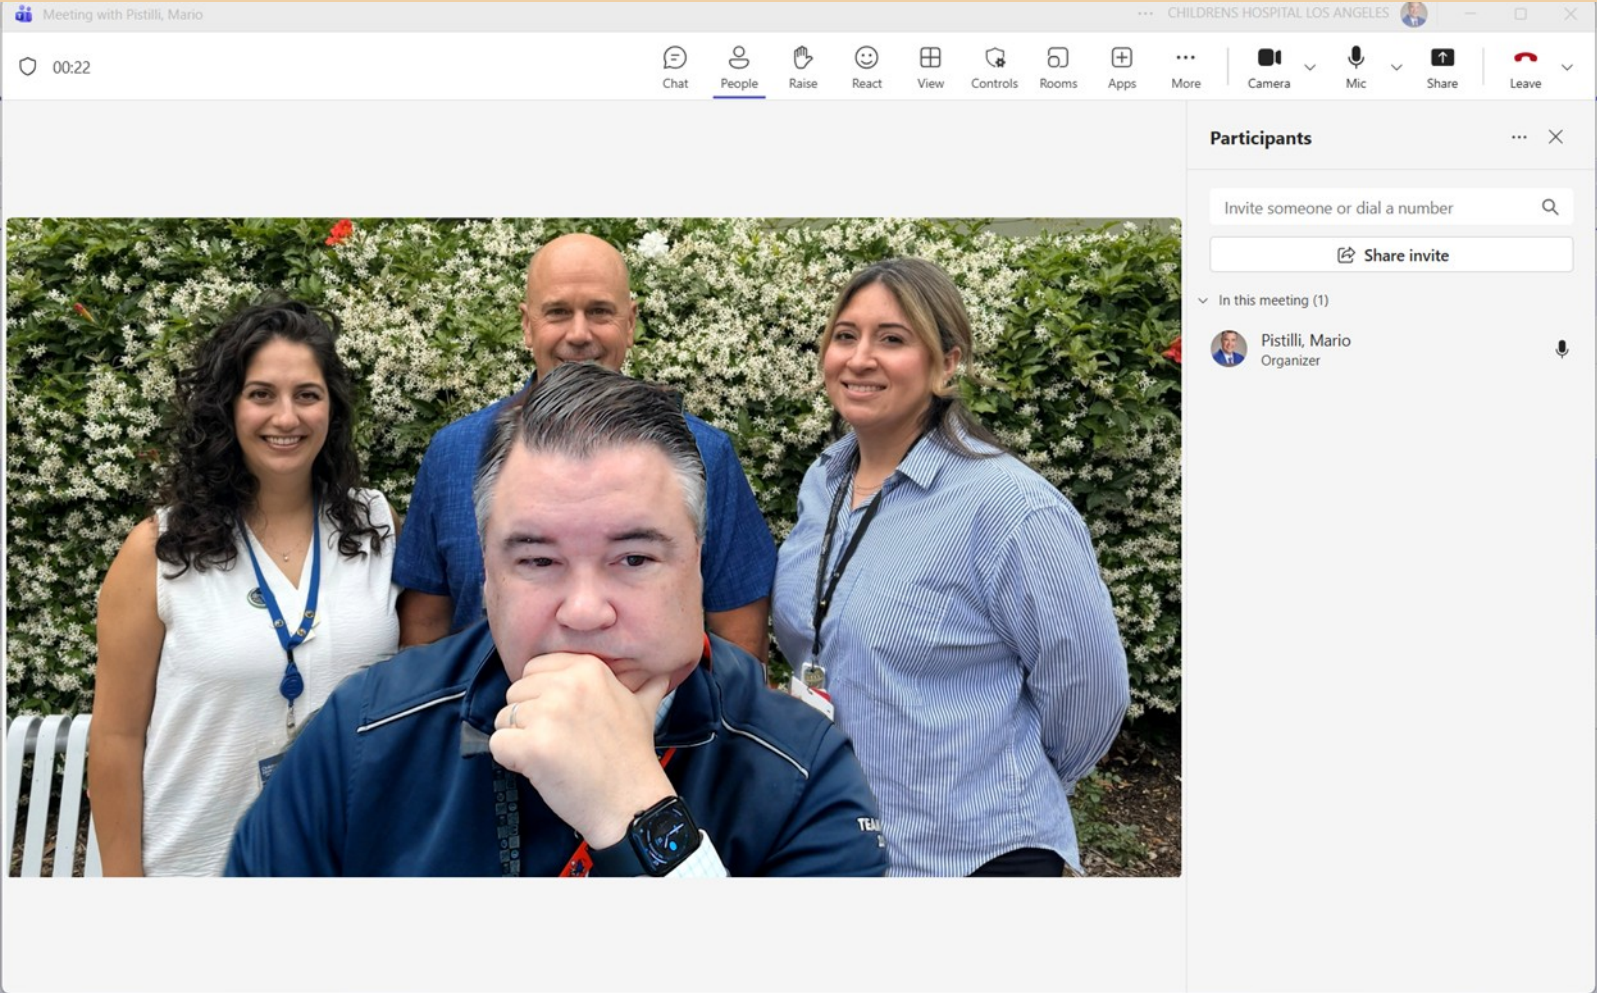 Meeting with Pistilli, Mario
CHILDRENS HOSPITAL LOS ANGELES
00:22
Chat
People
Raise
React
View
Controls
Rooms
Apps
More
Camera
Mic
Share
Leave
Participants
Invite someone or dial a number
Share invite
In this meeting (1)
Pistilli, Mario
Organizer
TEAM